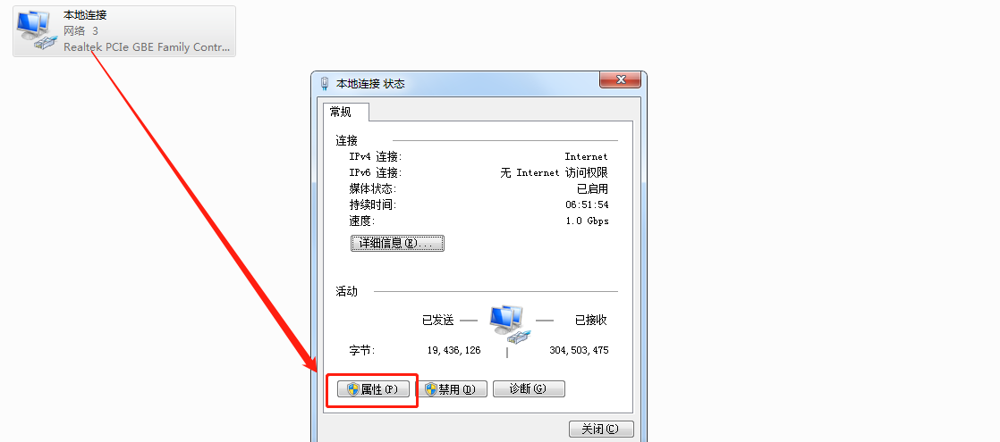 本地连接
网络 3
Realtek PCIe GBE Family Contr...
本地连接 状态
常规
连接
IPv4 连接: Internet
IPv6 连接: 无 Internet 访问权限
媒体状态: 已启用
持续时间: 06:51:54
速度: 1.0 Gbps
详细信息(E)...
活动
已发送 已接收
字节: 19,436,126 304,503,475
属性(P) 禁用(D) 诊断(G)
关闭(C)